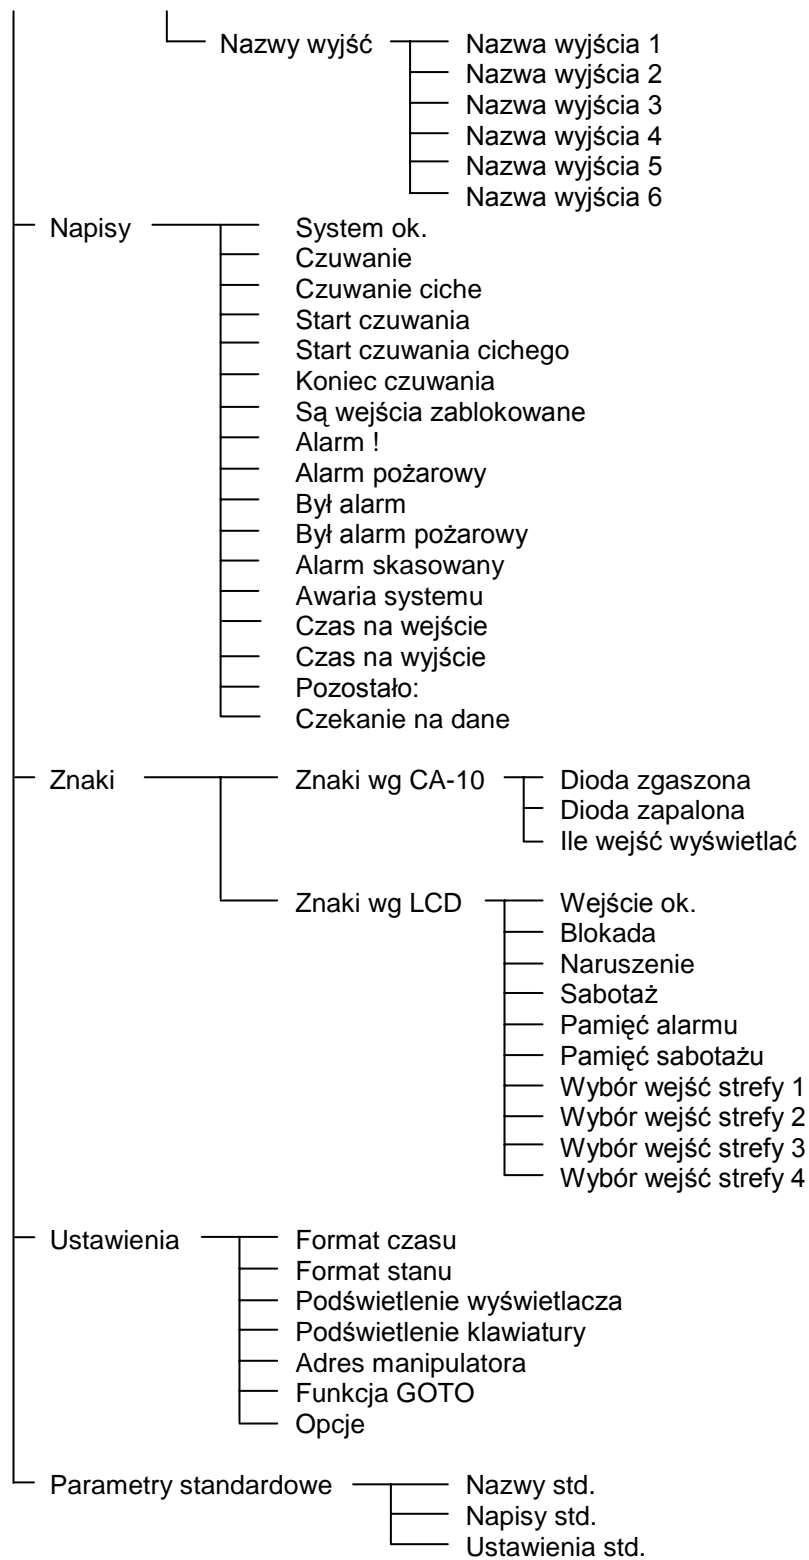 Nazwy wyjść Nazwa wyjścia 1
Nazwa wyjścia 2
Nazwa wyjścia 3
Nazwa wyjścia 4
Nazwa wyjścia 5
Nazwa wyjścia 6
Napisy System ok.
Czuwanie
Czuwanie ciche
Start czuwania
Start czuwania cichego
Koniec czuwania
Są wejścia zablokowane
Alarm !
Alarm pożarowy
Był alarm
Był alarm pożarowy
Alarm skasowany
Awaria systemu
Czas na wejście
Czas na wyjście
Pozostało:
Czekanie na dane
Znaki Znaki wg CA-10 Dioda zgaszona
Dioda zapalona
Ile wejść wyświetlać
Znaki wg LCD Wejście ok.
Blokada
Naruszenie
Sabotaż
Pamięć alarmu
Pamięć sabotażu
Wybór wejść strefy 1
Wybór wejść strefy 2
Wybór wejść strefy 3
Wybór wejść strefy 4
Ustawienia Format czasu
Format stanu
Podświetlenie wyświetlacza
Podświetlenie klawiatury
Adres manipulatora
Funkcja GOTO
Opcje
Parametry standardowe Nazwy std.
Napisy std.
Ustawienia std.